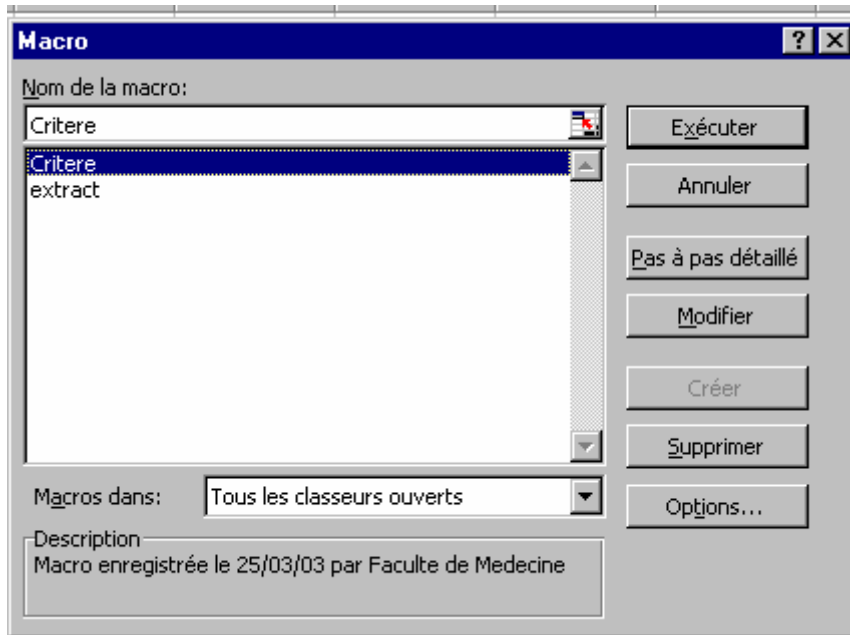 Macro
Nom de la macro:
Critere
Critere
extract
Exécuter
Annuler
Pas à pas détaillé
Modifier
Créer
Supprimer
Options...
Macros dans:
Tous les classeurs ouverts
Description
Macro enregistrée le 25/03/03 par Faculte de Medecine